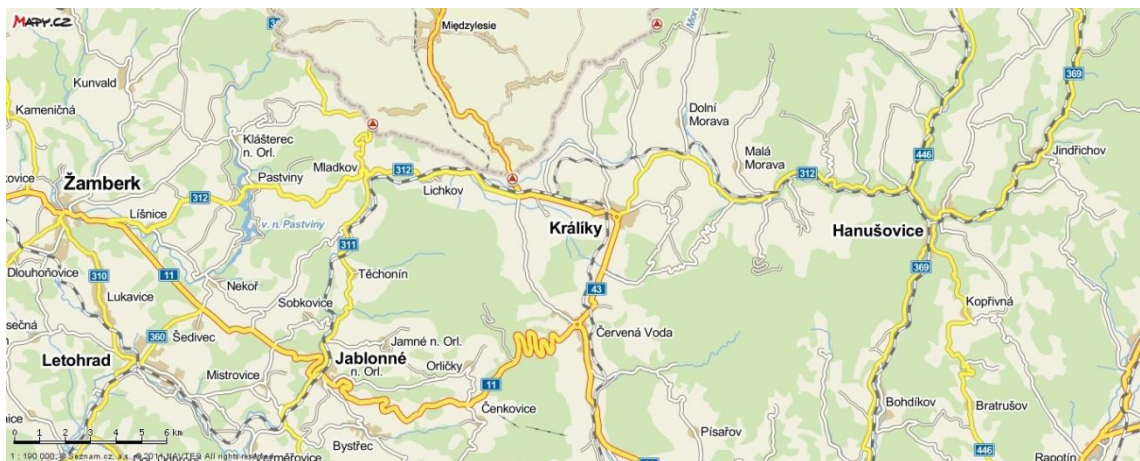 Mapy.cz
Międzylesie
Kunvald
Kameničná
369
Dolní
Morava
Klášterec
n. Orl.
Mladkov
Pastviny
312
Lichkov
Malá
Morava
312
446
Jindřichov
Žamberk
Líšnice
312
v. n. Pastviny
Králíky
Hanušovice
311
Dlouhoňovice
310
11
Nekoř
Těchonín
43
369
Lukavice
Sobkovice
Kopřivná
360
Šedivec
Jamné n. Orl.
Červená Voda
Letohrad
Jablonné
n. Orl.
Orličky
Mistrovice
11
Čenkovice
Bohdíkov
Bratrušov
Bystřec
Písařov
446
Rapotín
0 1 2 3 4 5 6 km
1 : 190 000